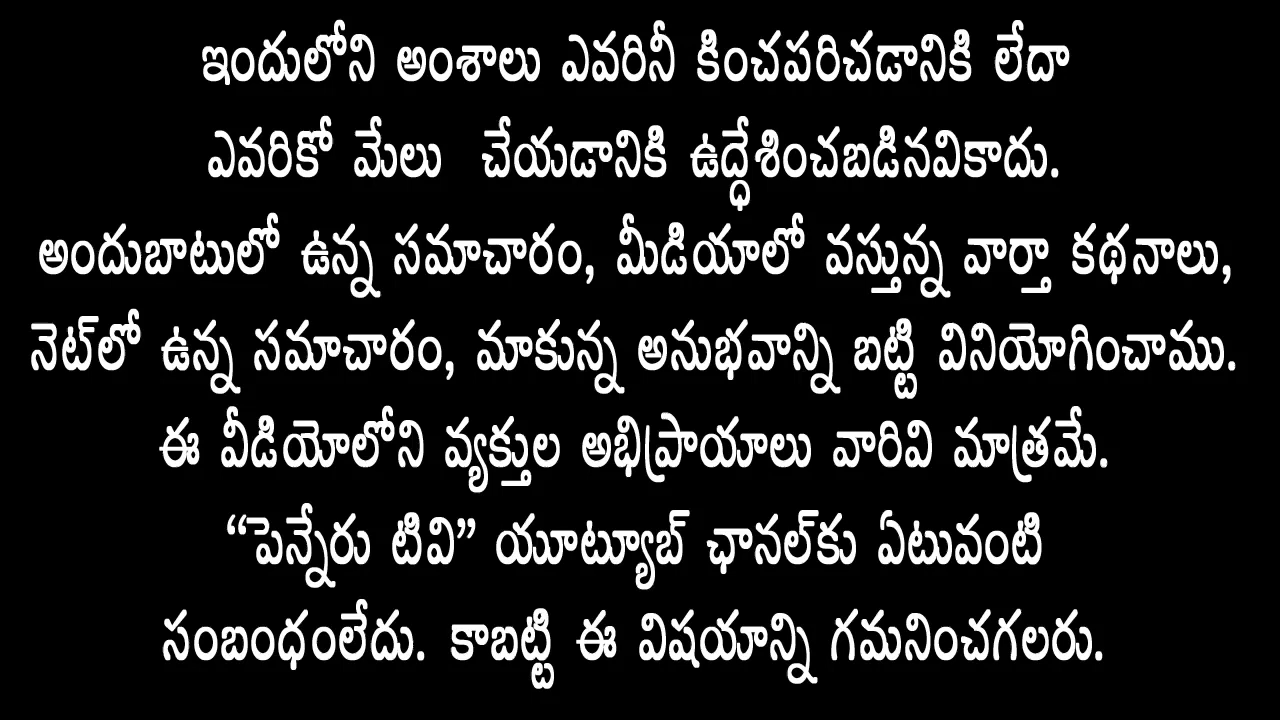 ఇందులోని అంశాలు ఎవరినీ కించపరిచడానికి లేదా
ఎవరికో మేలు చేయడానికి ఉద్ధేశించబడినవికాదు.
అందుబాటులో ఉన్న సమాచారం, మీడియాలో వస్తున్న వార్తా కథనాలు,
నెట్‌లో ఉన్న సమాచారం, మాకున్న అనుభవాన్ని బట్టి వినియోగించాము.
ఈ వీడియోలోని వ్యక్తుల అభిప్రాయాలు వారివి మాత్రమే.
“పెన్నేరు టివి” యూట్యూబ్ ఛానల్‌కు ఏటువంటి
సంబంధంలేదు. కాబట్టి ఈ విషయాన్ని గమనించగలరు.